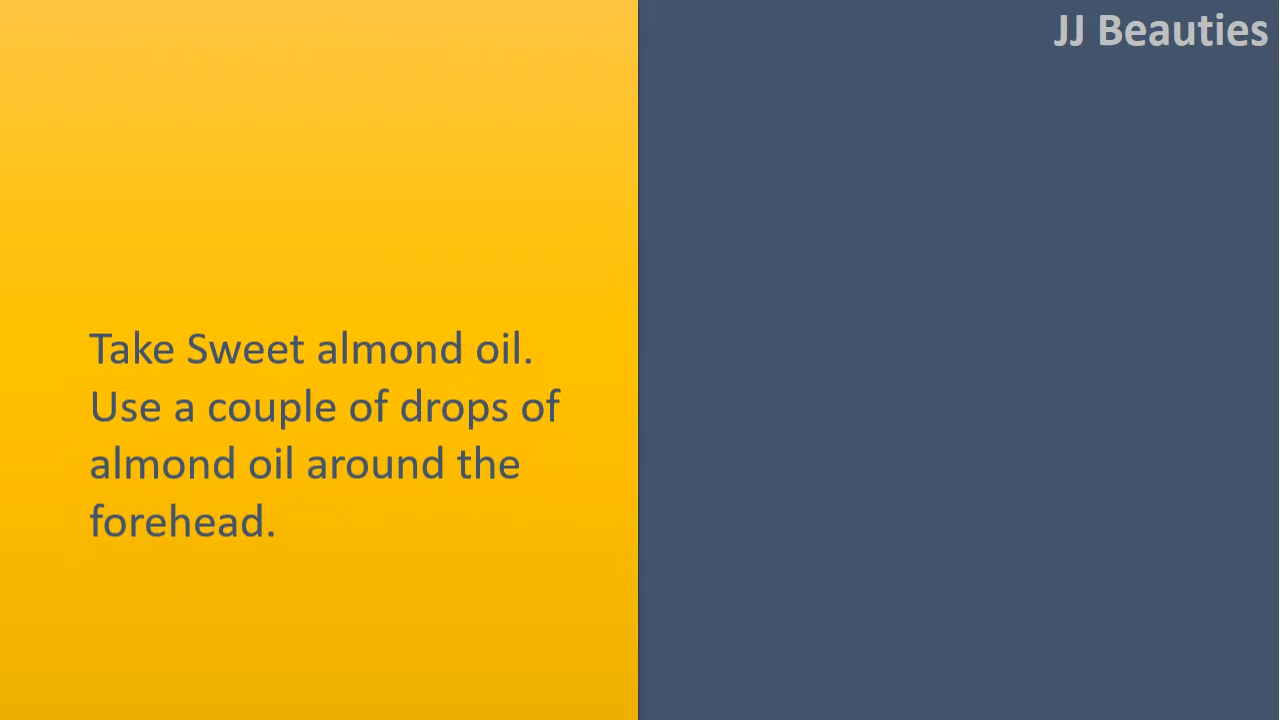 JJ Beauties
Take Sweet almond oil.
Use a couple of drops of
almond oil around the
forehead.